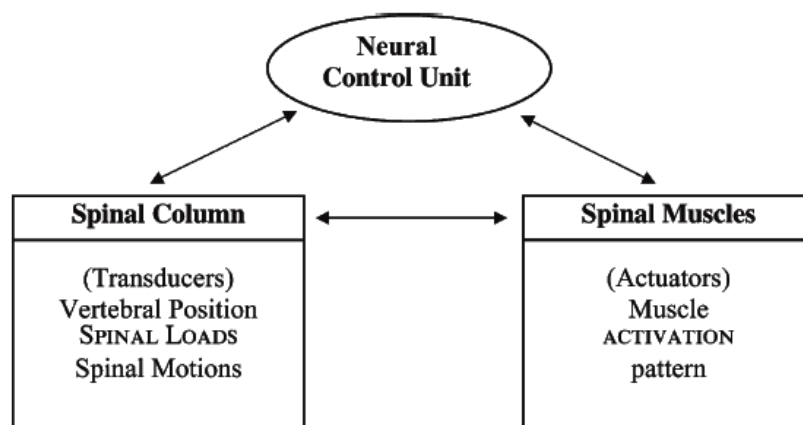 Neural
Control Unit
Spinal Column
(Transducers)
Vertebral Position
SPINAL LOADS
Spinal Motions
Spinal Muscles
(Actuators)
Muscle
ACTIVATION
pattern